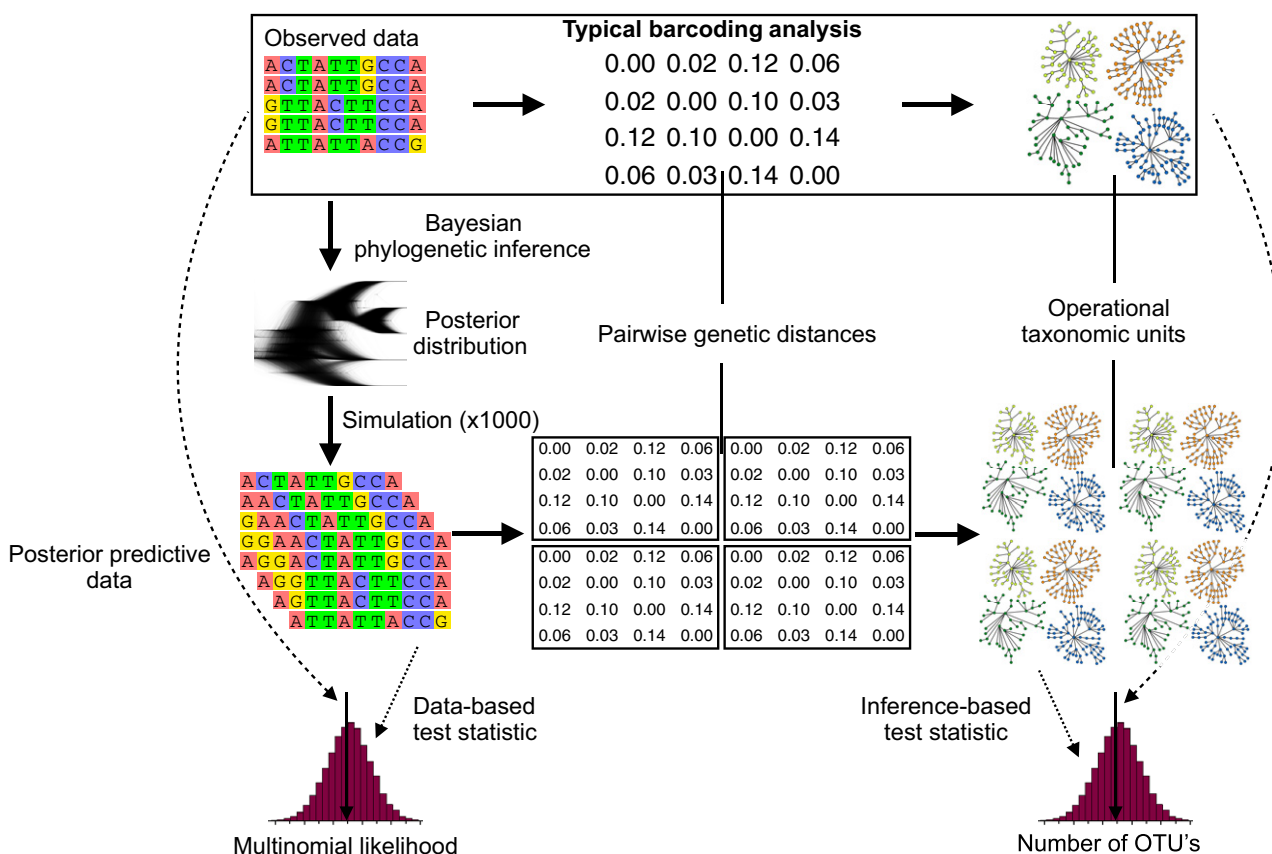 Observed data
ACTATTGCCA
ACTATTGCCA
GTTACTTCCA
GTTACTTCCA
ATTATTACCG
Typical barcoding analysis
0.00 0.02 0.12 0.06
0.02 0.00 0.10 0.03
0.12 0.10 0.00 0.14
0.06 0.03 0.14 0.00
Bayesian
phylogenetic inference
Posterior
distribution
Pairwise genetic distances
Operational
taxonomic units
Simulation (x1000)
Posterior predictive
data
ACTATTGCCA
AACTATTGCCA
GAACTATTGCCA
GGAACTATTGCCA
AGGACTATTGCCA
AGGTTACTTCCA
AGTTACTTCCA
ATTATTACCG
0.00 0.02 0.12 0.06
0.02 0.00 0.10 0.03
0.12 0.10 0.00 0.14
0.06 0.03 0.14 0.00
0.00 0.02 0.12 0.06
0.02 0.00 0.10 0.03
0.12 0.10 0.00 0.14
0.06 0.03 0.14 0.00
0.00 0.02 0.12 0.06
0.02 0.00 0.10 0.03
0.12 0.10 0.00 0.14
0.06 0.03 0.14 0.00
0.00 0.02 0.12 0.06
0.02 0.00 0.10 0.03
0.12 0.10 0.00 0.14
0.06 0.03 0.14 0.00
Data-based
test statistic
Inference-based
test statistic
Multinomial likelihood
Number of OTU's